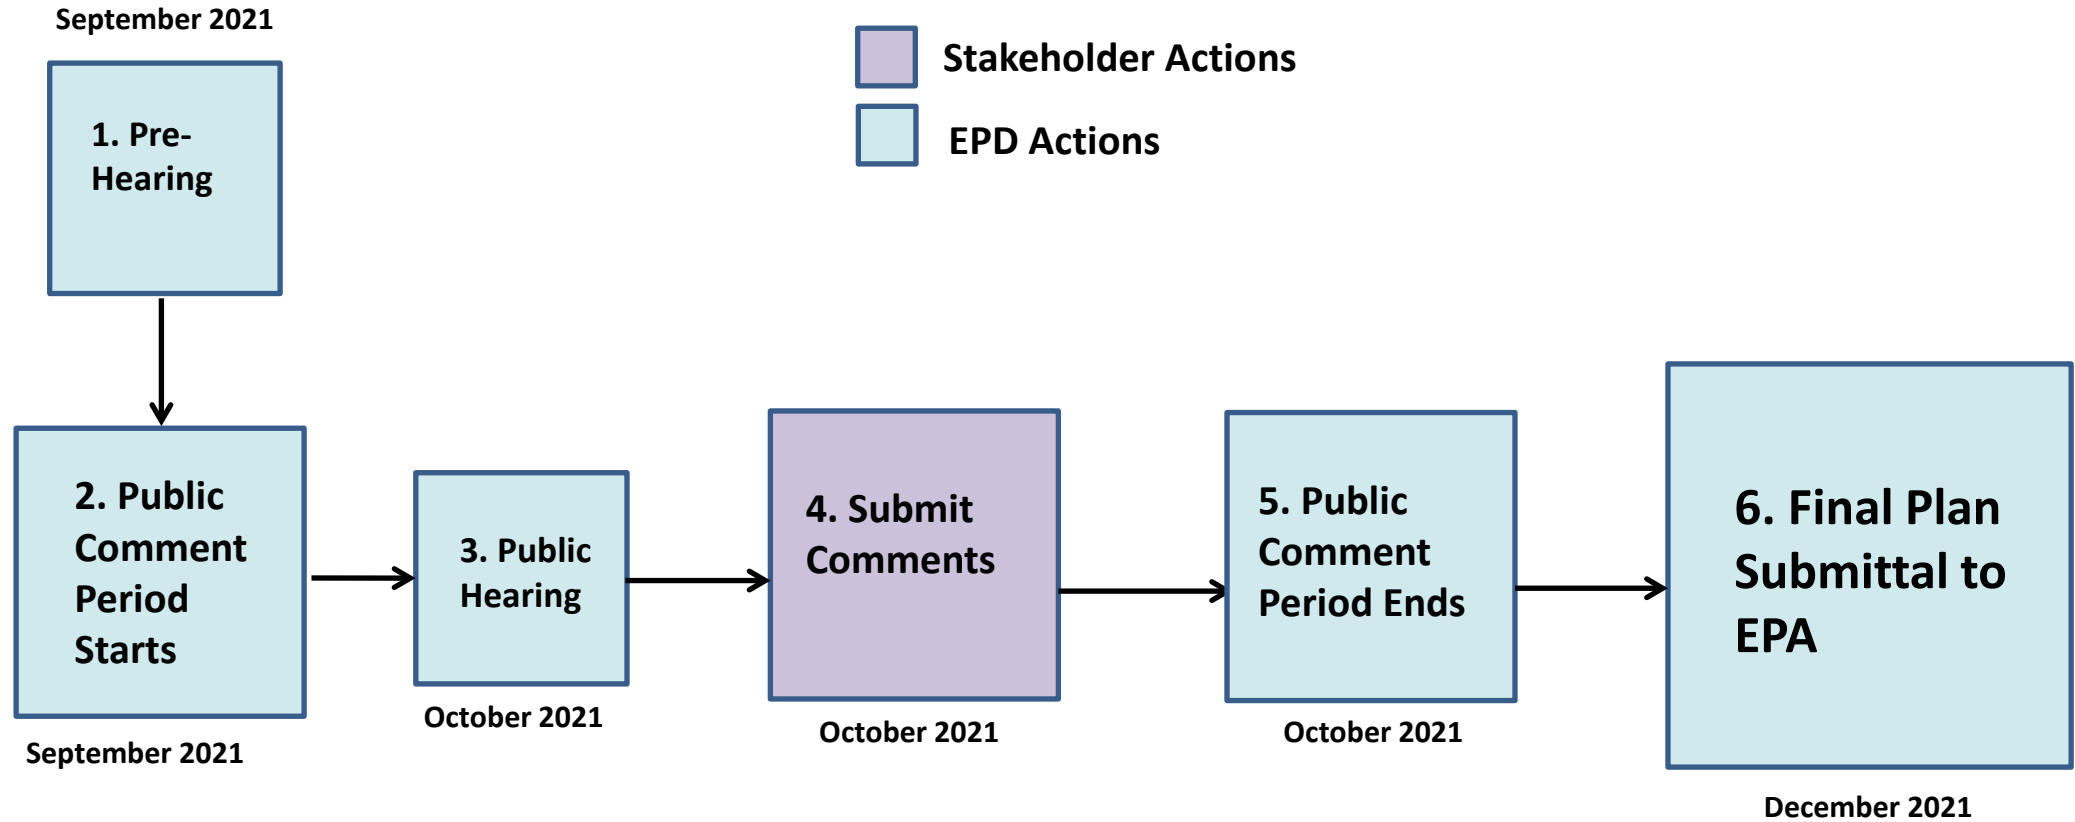 September 2021
Stakeholder Actions
EPD Actions
1. Pre-
Hearing
2. Public
Comment
Period
Starts
September 2021
3. Public
Hearing
October 2021
4. Submit
Comments
October 2021
5. Public
Comment
Period Ends
October 2021
6. Final Plan
Submittal to
EPA
December 2021